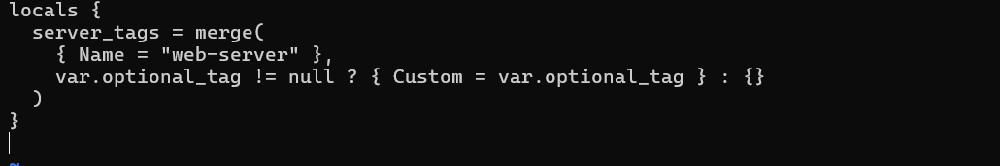 locals {
  server_tags = merge(
    { Name = "web-server" },
    var.optional_tag != null ? { Custom = var.optional_tag } : {}
  )
}
~